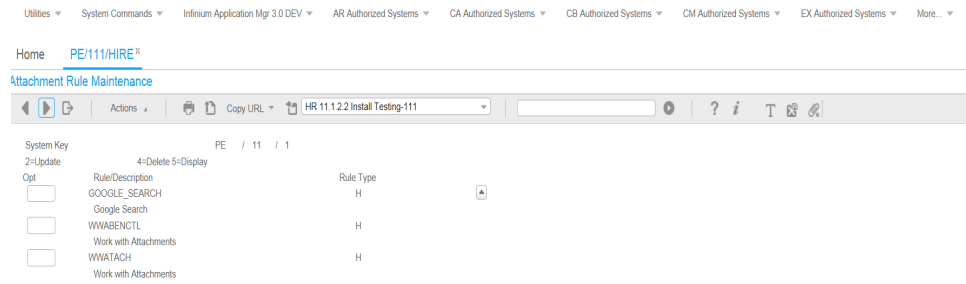 Utilities System Commands Infinium Application Mgr 3.0 DEV AR Authorized Systems CA Authorized Systems CB Authorized Systems CM Authorized Systems EX Authorized Systems More...
Home PE/111/HIRE x
Attachment Rule Maintenance
Actions Copy URL HR 11.1.2.2 Install Testing-111 ? i T
System Key PE / 11 / 1
2=Update 4=Delete 5=Display
Opt Rule/Description Rule Type
GOOGLE_SEARCH H
Google Search
WWABENCTL H
Work with Attachments
WWATACH H
Work with Attachments